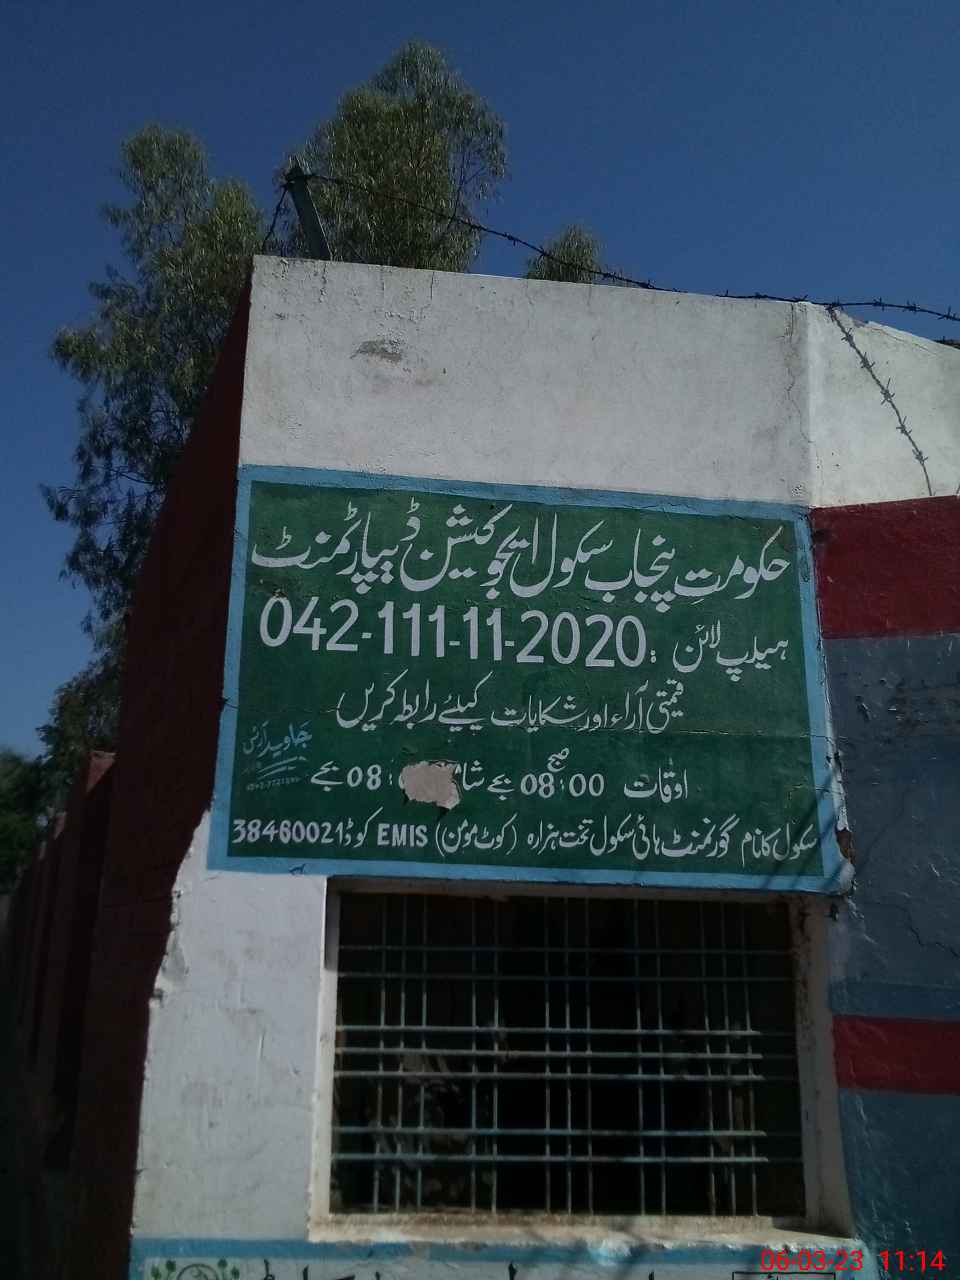 حکومتِ پنجاب سکول ایجوکیشن ڈیپارٹمنٹ
ہیلپ لائن : 042-111-11-2020
قیمتی آراء اور شکایات کیلئے رابطہ کریں
اوقات صبح 08:00 بجے شا :08 بجے
جاوید آرٹس
سکول کا نام گورنمنٹ ہائی سکول تخت ہزارہ (کوٹ مومن) EMIS کوڈ 38460021
06-03-23 11:14